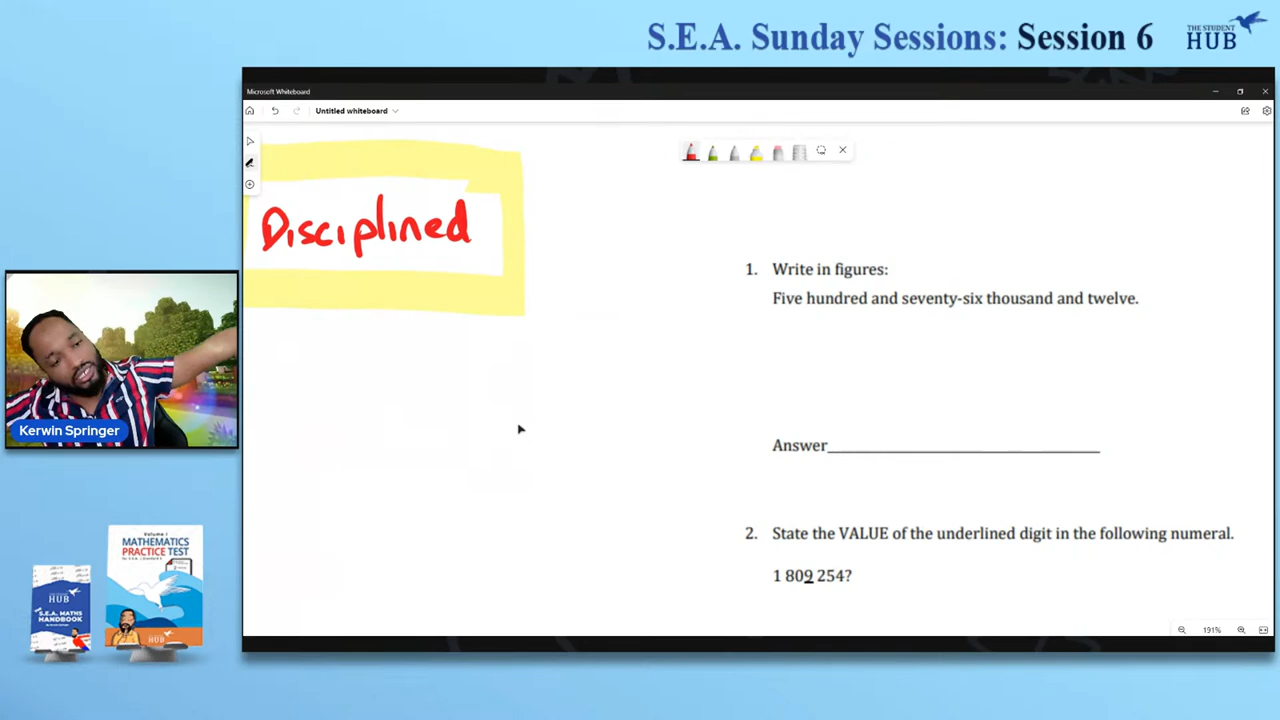 S.E.A. Sunday Sessions: Session 6
THE STUDENT
HUB
Microsoft Whiteboard
Untitled whiteboard
Disciplined
1. Write in figures:
Five hundred and seventy-six thousand and twelve.
Answer
2. State the VALUE of the underlined digit in the following numeral.
1 809 254?
191%
Kerwin Springer
HUB
S.E.A. MATHS
HANDBOOK
Volume 1
MATHEMATICS
PRACTICE TEST
HUB